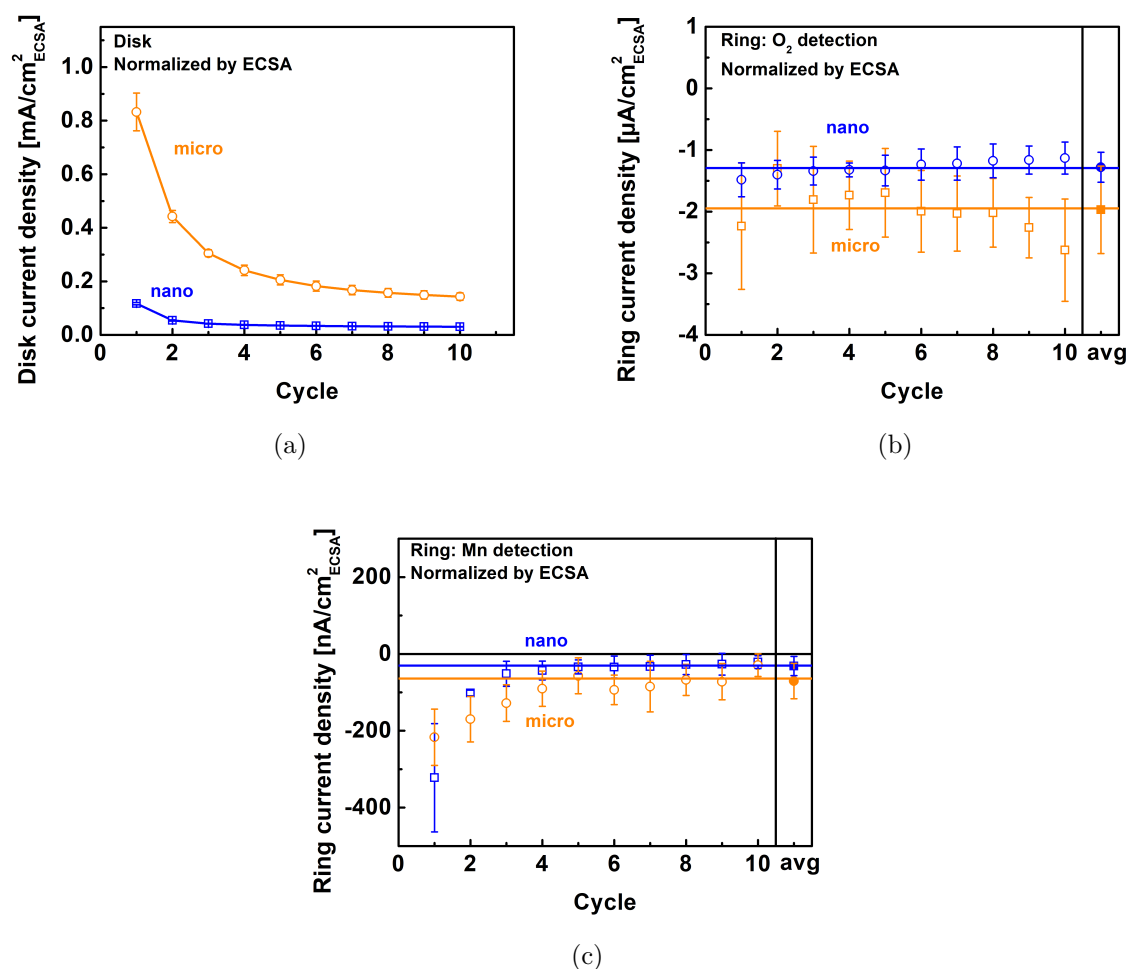 Disk
Normalized by ECSA
micro
nano
Disk current density [mA/cm²ECSA]
1.0
0.8
0.6
0.4
0.2
0.0
0 2 4 6 8 10
Cycle
(a)
Ring: O₂ detection
Normalized by ECSA
nano
micro
Ring current density [µA/cm²ECSA]
1
0
-1
-2
-3
-4
0 2 4 6 8 10 avg
Cycle
(b)
Ring: Mn detection
Normalized by ECSA
nano
micro
Ring current density [nA/cm²ECSA]
200
0
-200
-400
0 2 4 6 8 10 avg
Cycle
(c)